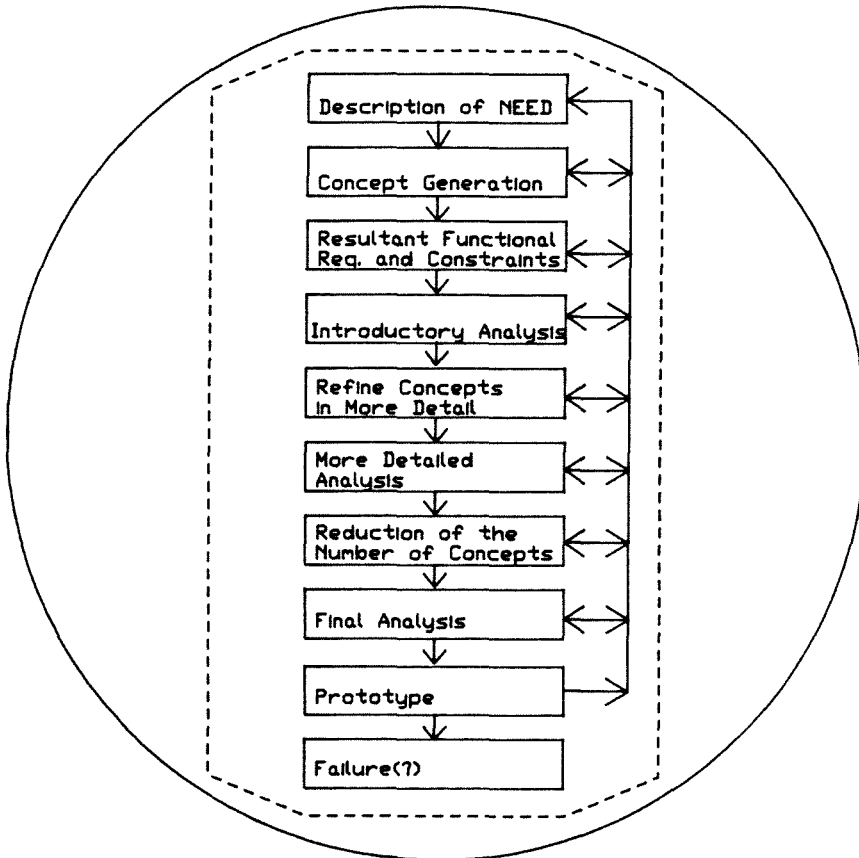 Description of NEED
Concept Generation
Resultant Functional
Req. and Constraints
Introductory Analysis
Refine Concepts
in More Detail
More Detailed
Analysis
Reduction of the
Number of Concepts
Final Analysis
Prototype
Failure(?)